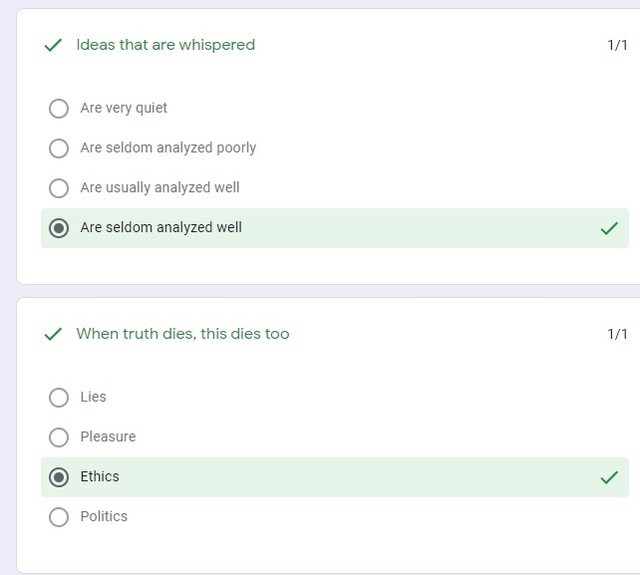 Ideas that are whispered 1/1
Are very quiet
Are seldom analyzed poorly
Are usually analyzed well
Are seldom analyzed well
When truth dies, this dies too 1/1
Lies
Pleasure
Ethics
Politics